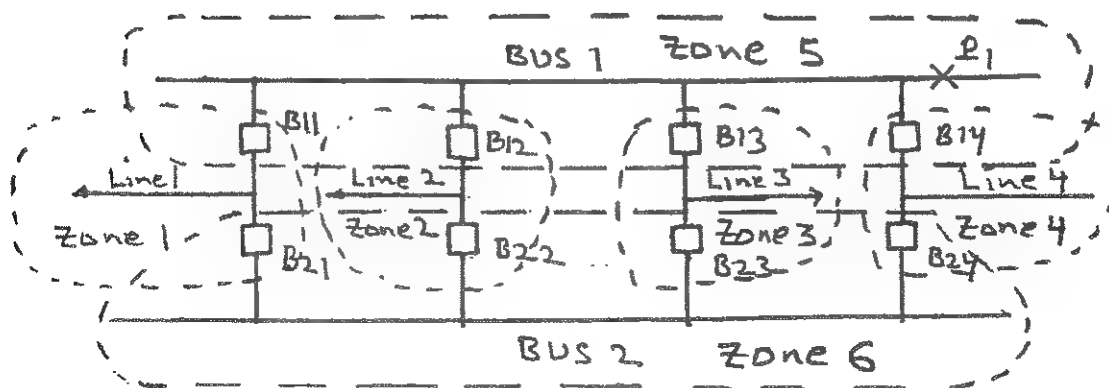 BUS 1 Zone 5 P1
B11 B12 B13 B14
Line 1 Line 2 Line 3 Line 4
Zone 1 Zone 2 Zone 3 Zone 4
B21 B22 B23 B24
BUS 2 Zone 6